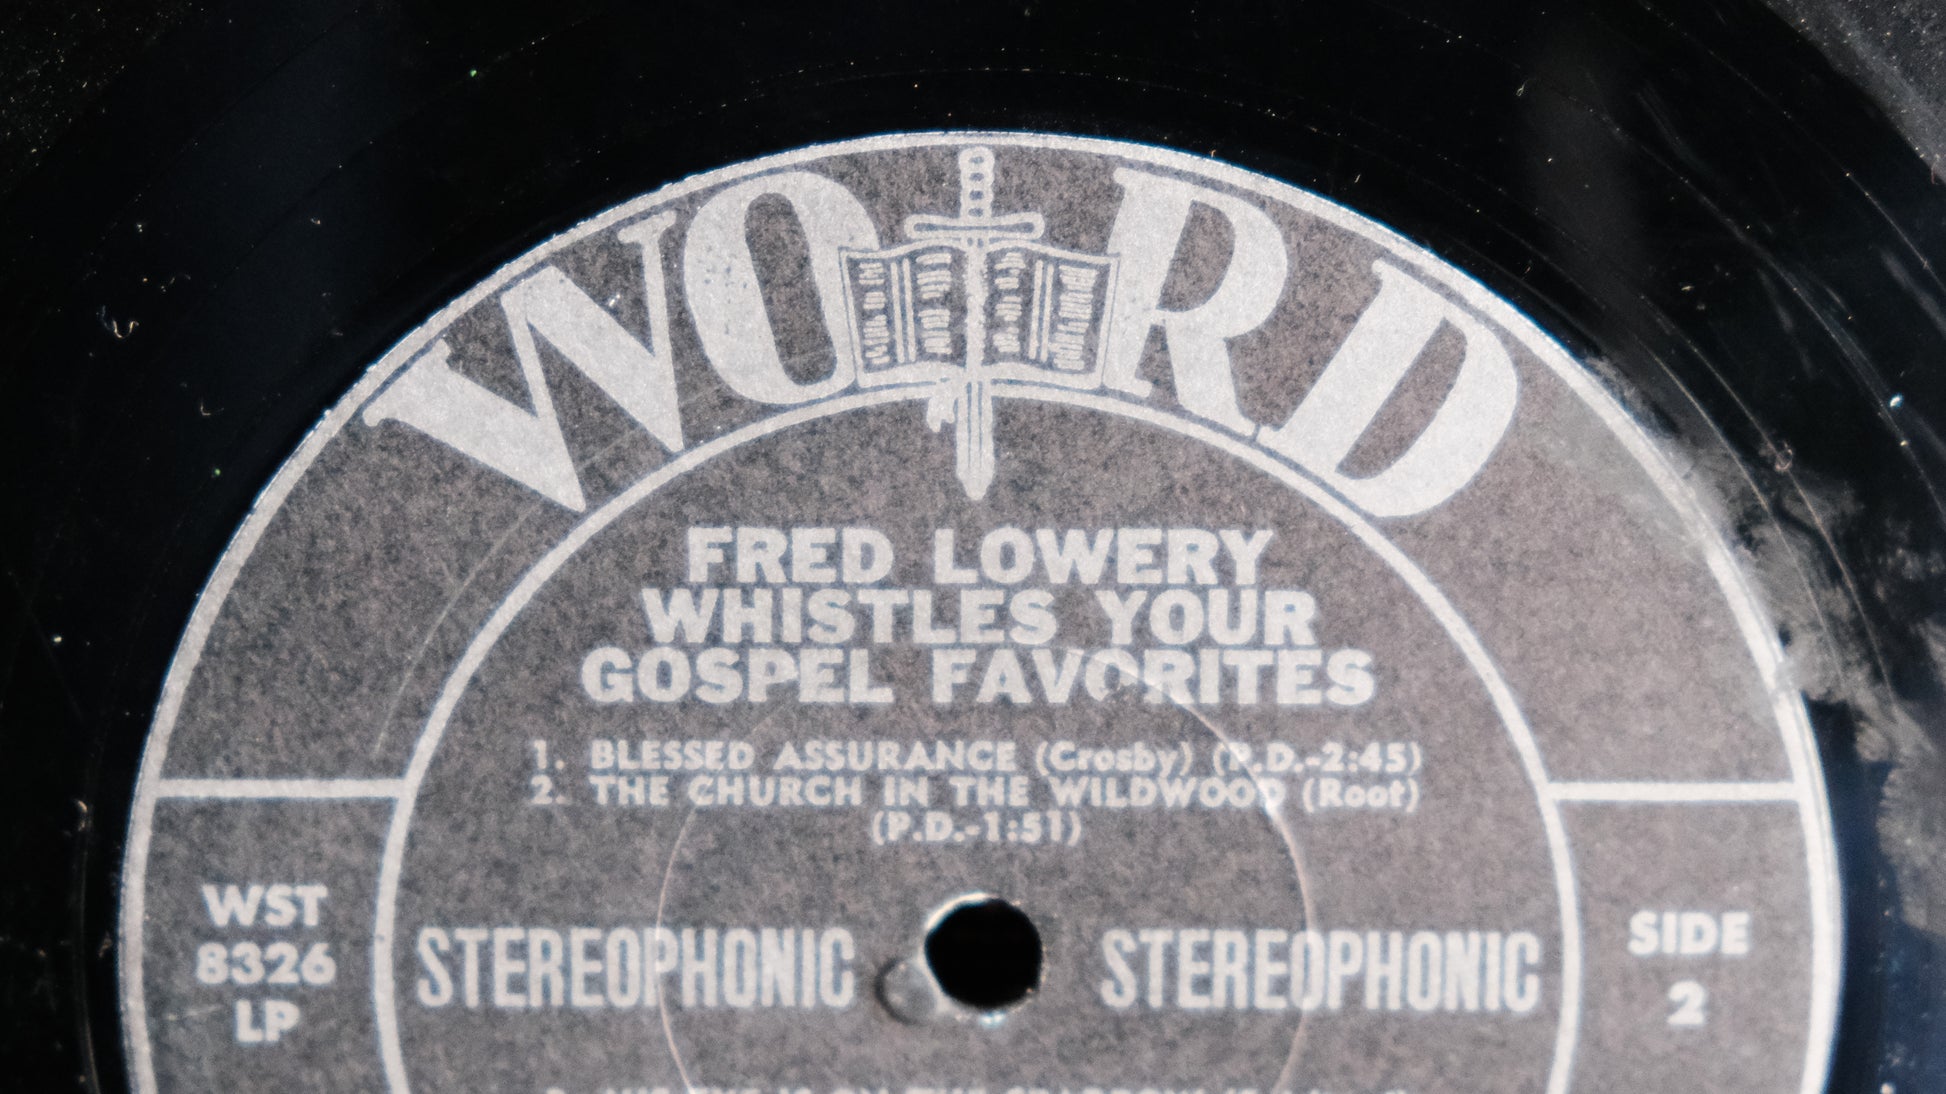 WORD
FRED LOWERY
WHISTLES YOUR
GOSPEL FAVORITES
1. BLESSED ASSURANCE (Crosby) (P.D.-2:45)
2. THE CHURCH IN THE WILDWOOD (Root)
(P.D.-1:51)
WST
8326
LP
STEREOPHONIC
STEREOPHONIC
SIDE
2